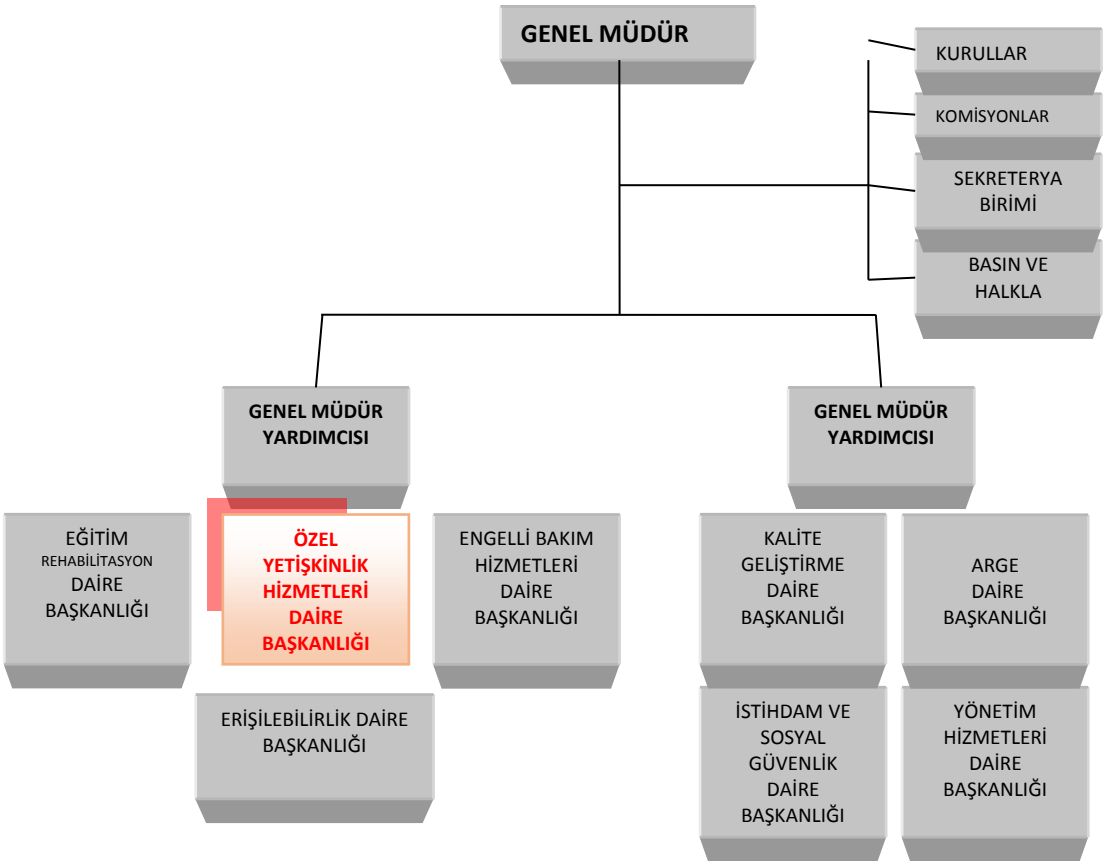 GENEL MÜDÜR
KURULLAR
KOMİSYONLAR
SEKRETERYA
BİRİMİ
BASIN VE
HALKLA
GENEL MÜDÜR
YARDIMCISI
GENEL MÜDÜR
YARDIMCISI
EĞİTİM
REHABİLİTASYON
DAİRE
BAŞKANLIĞI
ÖZEL
YETİŞKİNLİK
HİZMETLERİ
DAİRE
BAŞKANLIĞI
ENGELLİ BAKIM
HİZMETLERİ
DAİRE
BAŞKANLIĞI
KALİTE
GELİŞTİRME
DAİRE
BAŞKANLIĞI
ARGE
DAİRE
BAŞKANLIĞI
ERİŞİLEBİLİRLİK DAİRE
BAŞKANLIĞI
İSTİHDAM VE
SOSYAL
GÜVENLİK
DAİRE
BAŞKANLIĞI
YÖNETİM
HİZMETLERİ
DAİRE
BAŞKANLIĞI